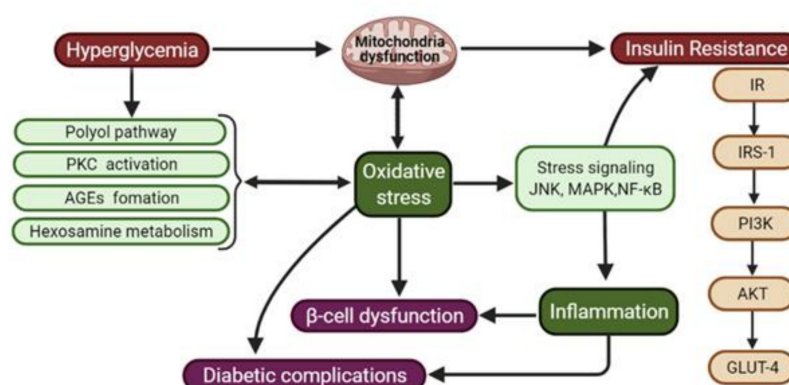 Hyperglycemia
Mitochondria
dysfunction
Insulin Resistance
Polyol pathway
PKC activation
AGEs fomation
Hexosamine metabolism
Oxidative
stress
Stress signaling
JNK, MAPK,NF-κB
IR
IRS-1
PI3K
AKT
GLUT-4
β-cell dysfunction
Inflammation
Diabetic complications